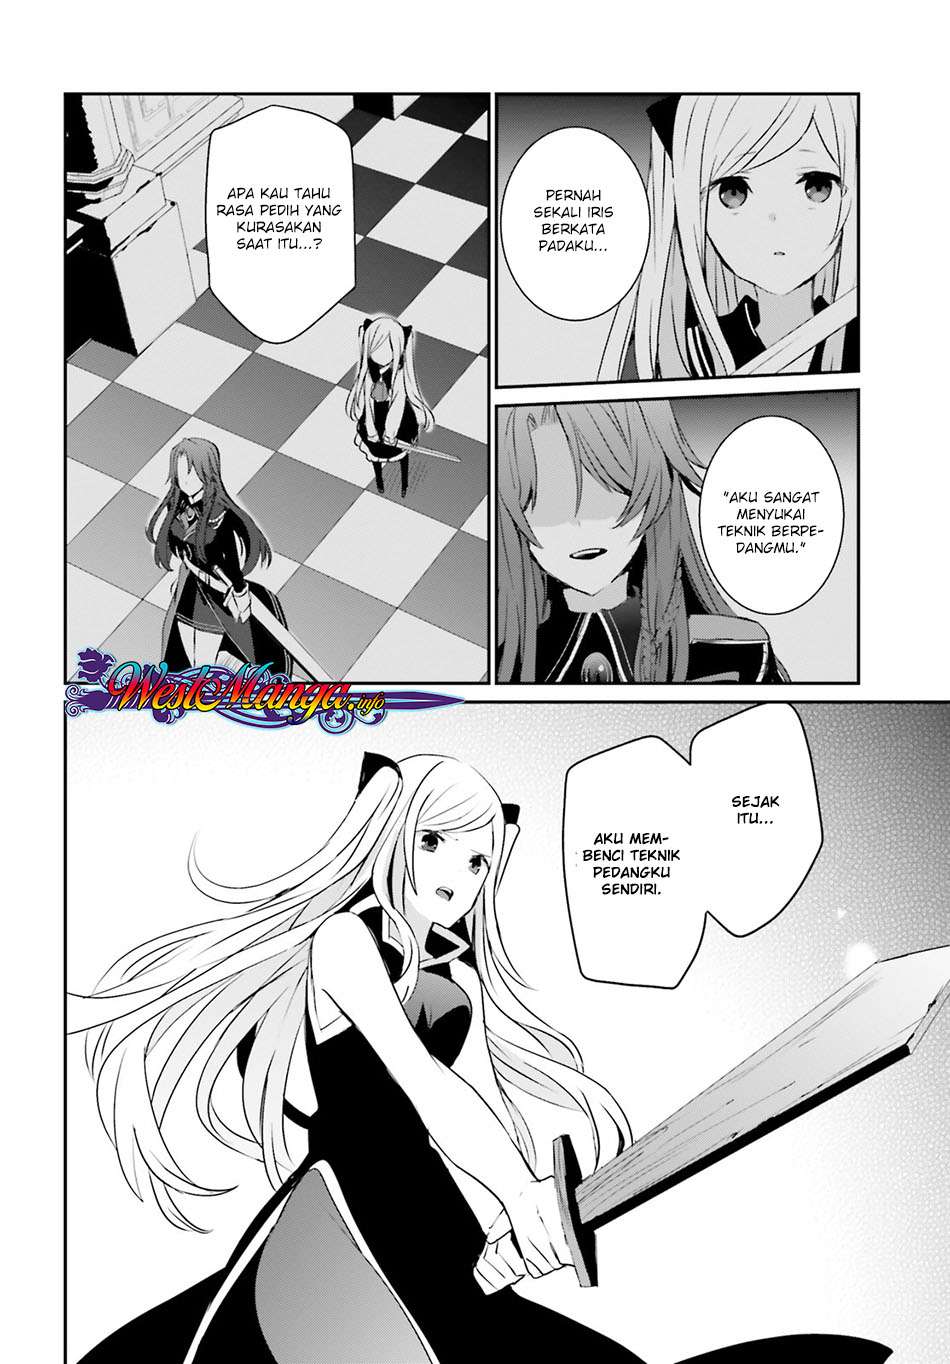 PERNAH
SEKALI IRIS
BERKATA
PADAKU...
"AKU SANGAT
MENYUKAI
TEKNIK BERPE-
DANGMU."
APA KAU TAHU
RASA PEDIH YANG
KURASAKAN
SAAT ITU...?
WestManga.info
SEJAK
ITU...
AKU MEM-
BENCI TEKNIK
PEDANGKU
SENDIRI.